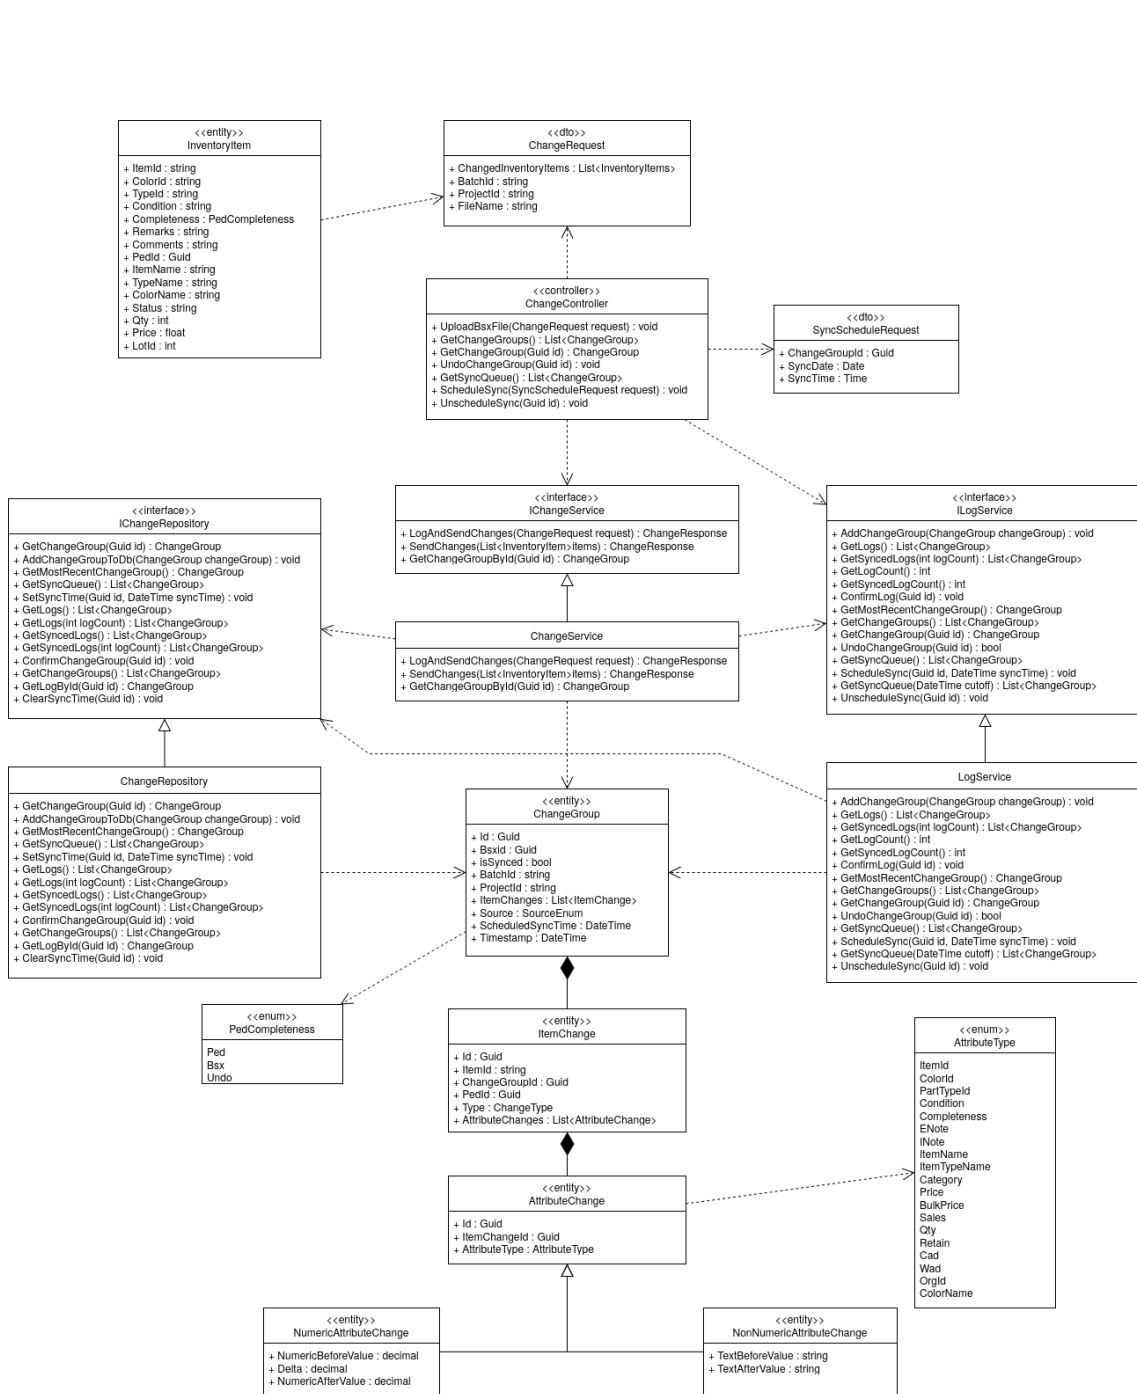 <<entity>>
InventoryItem
+ ItemId : string
+ ColorId : string
+ TypeId : string
+ Condition : string
+ Completeness : PedCompleteness
+ Remarks : string
+ Comments : string
+ PedId : Guid
+ ItemName : string
+ TypeName : string
+ ColorName : string
+ Status : string
+ Qty : int
+ Price : float
+ LotId : int
<<dto>>
ChangeRequest
+ ChangedInventoryItems : List<InventoryItems>
+ BatchId : string
+ ProjectId : string
+ FileName : string
<<controller>>
ChangeController
+ UploadBsxFile(ChangeRequest request) : void
+ GetChangeGroups() : List<ChangeGroup>
+ GetChangeGroup(Guid id) : ChangeGroup
+ UndoChangeGroup(Guid id) : void
+ GetSyncQueue() : List<ChangeGroup>
+ ScheduleSync(SyncScheduleRequest request) : void
+ UnscheduleSync(Guid id) : void
<<dto>>
SyncScheduleRequest
+ ChangeGroupId : Guid
+ SyncDate : Date
+ SyncTime : Time
<<interface>>
IChangeRepository
+ GetChangeGroup(Guid id) : ChangeGroup
+ AddChangeGroupToDb(ChangeGroup changeGroup) : void
+ GetMostRecentChangeGroup() : ChangeGroup
+ GetSyncQueue() : List<ChangeGroup>
+ SetSyncTime(Guid id, DateTime syncTime) : void
+ GetLogs() : List<ChangeGroup>
+ GetLogs(int logCount) : List<ChangeGroup>
+ GetSyncedLogs() : List<ChangeGroup>
+ GetSyncedLogs(int logCount) : List<ChangeGroup>
+ ConfirmChangeGroup(Guid id) : void
+ GetChangeGroups() : List<ChangeGroup>
+ GetLogById(Guid id) : ChangeGroup
+ ClearSyncTime(Guid id) : void
<<interface>>
IChangeService
+ LogAndSendChanges(ChangeRequest request) : ChangeResponse
+ SendChanges(List<InventoryItem>items) : ChangeResponse
+ GetChangeGroupById(Guid id) : ChangeGroup
<<interface>>
ILogService
+ AddChangeGroup(ChangeGroup changeGroup) : void
+ GetLogs() : List<ChangeGroup>
+ GetSyncedLogs(int logCount) : List<ChangeGroup>
+ GetLogCount() : int
+ GetSyncedLogCount() : int
+ ConfirmLog(Guid id) : void
+ GetMostRecentChangeGroup() : ChangeGroup
+ GetChangeGroups() : List<ChangeGroup>
+ GetChangeGroup(Guid id) : ChangeGroup
+ UndoChangeGroup(Guid id) : bool
+ GetSyncQueue() : List<ChangeGroup>
+ ScheduleSync(Guid id, DateTime syncTime) : void
+ GetSyncQueue(DateTime cutoff) : List<ChangeGroup>
+ UnscheduleSync(Guid id) : void
ChangeService
+ LogAndSendChanges(ChangeRequest request) : ChangeResponse
+ SendChanges(List<InventoryItem>items) : ChangeResponse
+ GetChangeGroupById(Guid id) : ChangeGroup
ChangeRepository
+ GetChangeGroup(Guid id) : ChangeGroup
+ AddChangeGroupToDb(ChangeGroup changeGroup) : void
+ GetMostRecentChangeGroup() : ChangeGroup
+ GetSyncQueue() : List<ChangeGroup>
+ SetSyncTime(Guid id, DateTime syncTime) : void
+ GetLogs() : List<ChangeGroup>
+ GetLogs(int logCount) : List<ChangeGroup>
+ GetSyncedLogs() : List<ChangeGroup>
+ GetSyncedLogs(int logCount) : List<ChangeGroup>
+ ConfirmChangeGroup(Guid id) : void
+ GetChangeGroups() : List<ChangeGroup>
+ GetLogById(Guid id) : ChangeGroup
+ ClearSyncTime(Guid id) : void
<<entity>>
ChangeGroup
+ Id : Guid
+ BsxId : Guid
+ isSynced : bool
+ BatchId : string
+ ProjectId : string
+ ItemChanges : List<ItemChange>
+ Source : SourceEnum
+ ScheduledSyncTime : DateTime
+ Timestamp : DateTime
LogService
+ AddChangeGroup(ChangeGroup changeGroup) : void
+ GetLogs() : List<ChangeGroup>
+ GetSyncedLogs(int logCount) : List<ChangeGroup>
+ GetLogCount() : int
+ GetSyncedLogCount() : int
+ ConfirmLog(Guid id) : void
+ GetMostRecentChangeGroup() : ChangeGroup
+ GetChangeGroups() : List<ChangeGroup>
+ GetChangeGroup(Guid id) : ChangeGroup
+ UndoChangeGroup(Guid id) : bool
+ GetSyncQueue() : List<ChangeGroup>
+ ScheduleSync(Guid id, DateTime syncTime) : void
+ GetSyncQueue(DateTime cutoff) : List<ChangeGroup>
+ UnscheduleSync(Guid id) : void
<<enum>>
PedCompleteness
Ped
Bsx
Undo
<<entity>>
ItemChange
+ Id : Guid
+ ItemId : string
+ ChangeGroupId : Guid
+ PedId : Guid
+ Type : ChangeType
+ AttributeChanges : List<AttributeChange>
<<enum>>
AttributeType
ItemId
ColorId
PartTypeId
Condition
Completeness
ENote
INote
ItemName
ItemTypeName
Category
Price
BulkPrice
Sales
Qty
Retain
Cad
Wad
OrgId
ColorName
<<entity>>
AttributeChange
+ Id : Guid
+ ItemChangeId : Guid
+ AttributeType : AttributeType
<<entity>>
NumericAttributeChange
+ NumericBeforeValue : decimal
+ Delta : decimal
+ NumericAfterValue : decimal
<<entity>>
NonNumericAttributeChange
+ TextBeforeValue : string
+ TextAfterValue : string